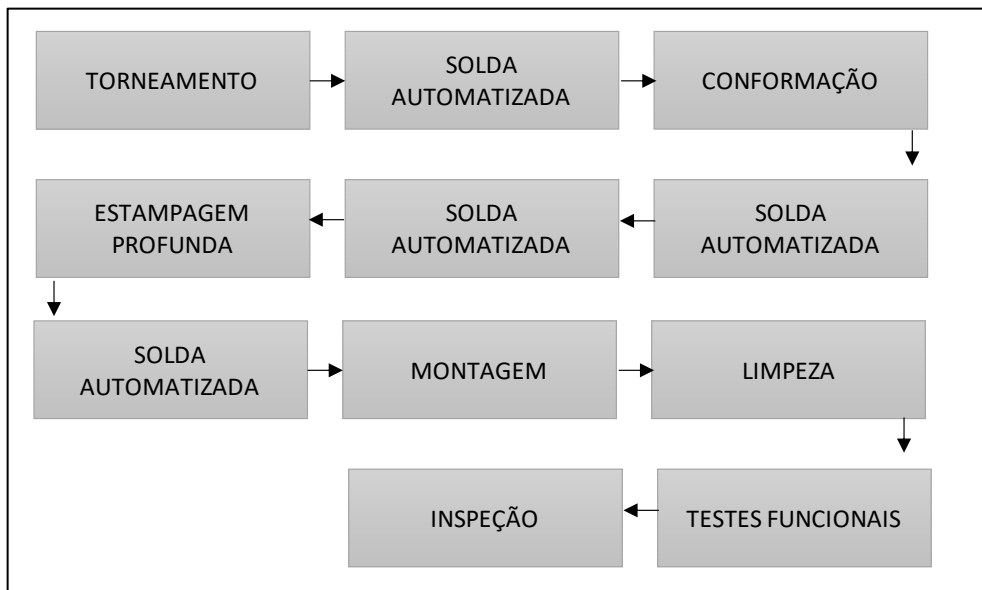 TORNEAMENTO
SOLDA
AUTOMATIZADA
CONFORMAÇÃO
SOLDA
AUTOMATIZADA
SOLDA
AUTOMATIZADA
ESTAMPAGEM
PROFUNDA
SOLDA
AUTOMATIZADA
MONTAGEM
LIMPEZA
TESTES FUNCIONAIS
INSPEÇÃO